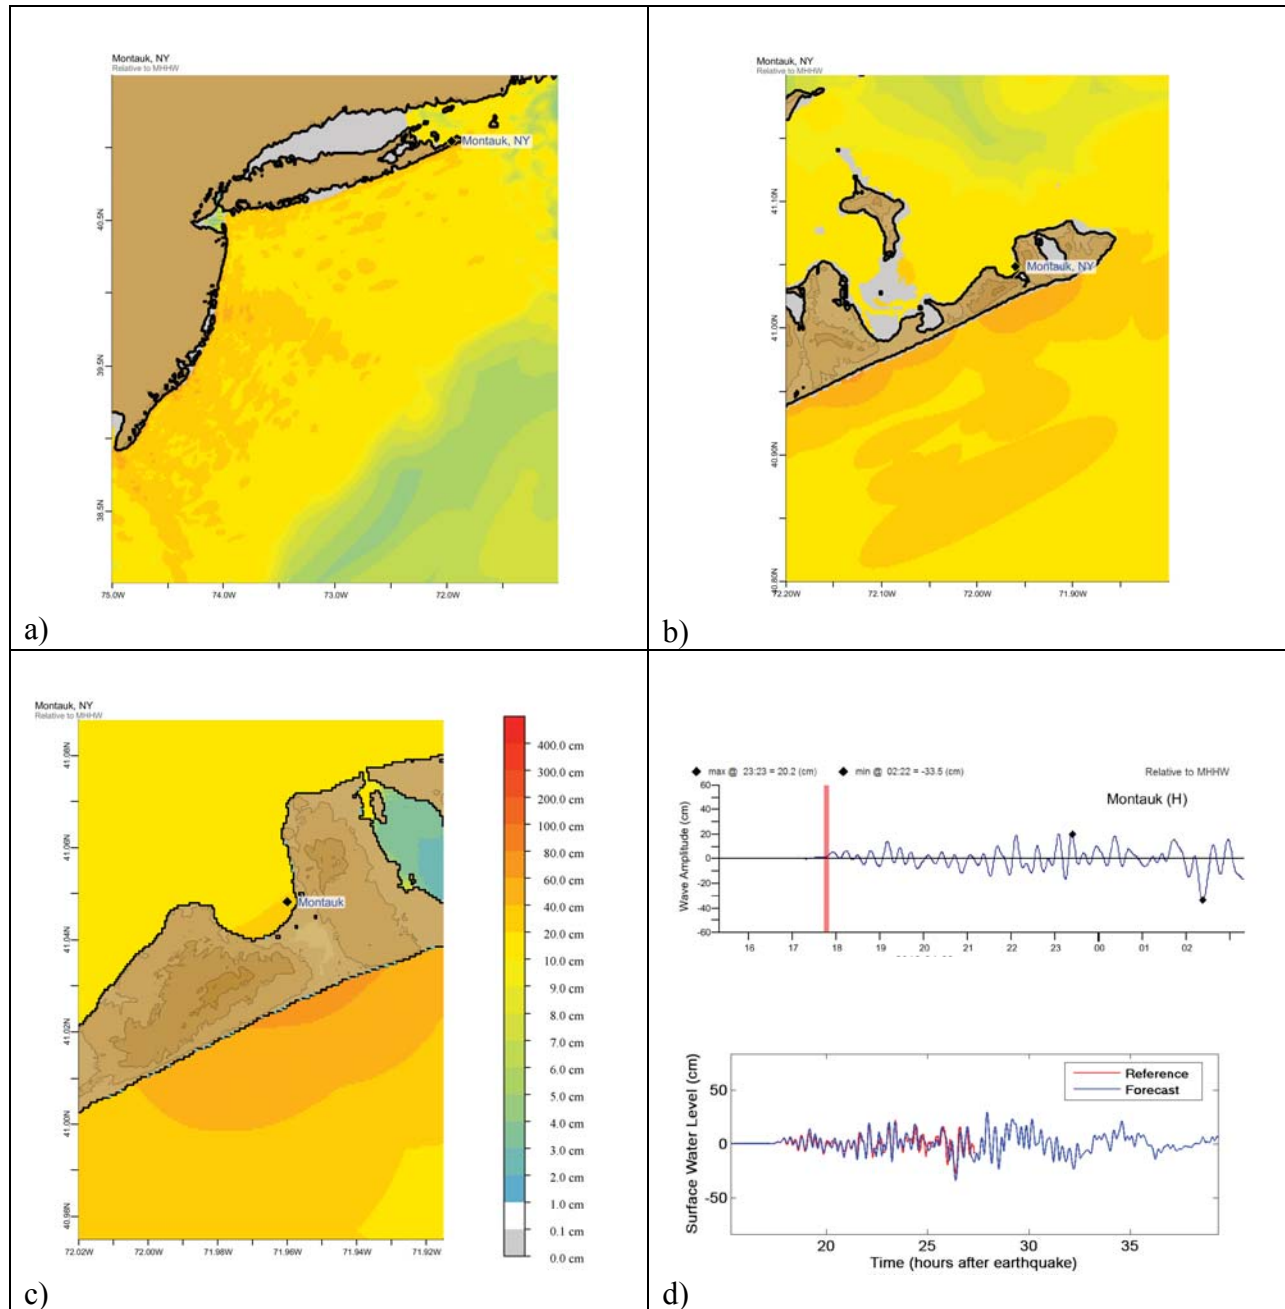 Montauk, NY
Relative to MHHW
Montauk, NY
40.5N
39.5N
38.5N
75.0W 74.0W 73.0W 72.0W
a)
Montauk, NY
Relative to MHHW
41.10N
Montauk, NY
41.00N
40.90N
40.80N
72.20W 72.10W 72.00W 71.90W
b)
Montauk, NY
Relative to MHHW
41.08N
41.06N
Montauk
41.04N
41.02N
41.00N
40.98N
72.02W 72.00W 71.98W 71.96W 71.94W 71.92W
400.0 cm
300.0 cm
200.0 cm
100.0 cm
80.0 cm
60.0 cm
40.0 cm
20.0 cm
10.0 cm
9.0 cm
8.0 cm
7.0 cm
6.0 cm
5.0 cm
4.0 cm
3.0 cm
2.0 cm
1.0 cm
0.1 cm
0.0 cm
c)
max @ 23:23 = 20.2 (cm) min @ 02:22 = -33.5 (cm) Relative to MHHW
Montauk (H)
Wave Amplitude (cm)
60
40
20
0
-20
-40
-60
16 17 18 19 20 21 22 23 00 01 02
Reference
Forecast
Surface Water Level (cm)
50
0
-50
20 25 30 35
Time (hours after earthquake)
d)